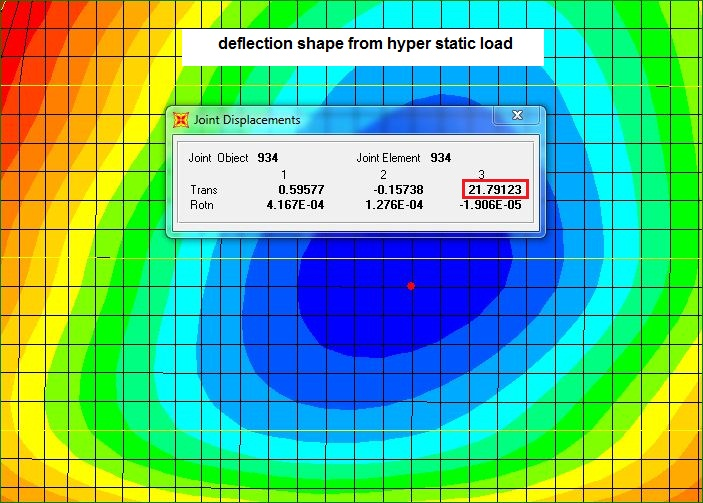 deflection shape from hyper static load
Joint Displacements
Joint Object 934 Joint Element 934
1 2 3
Trans 0.59577 -0.15738 21.79123
Rotn 4.167E-04 1.276E-04 -1.906E-05